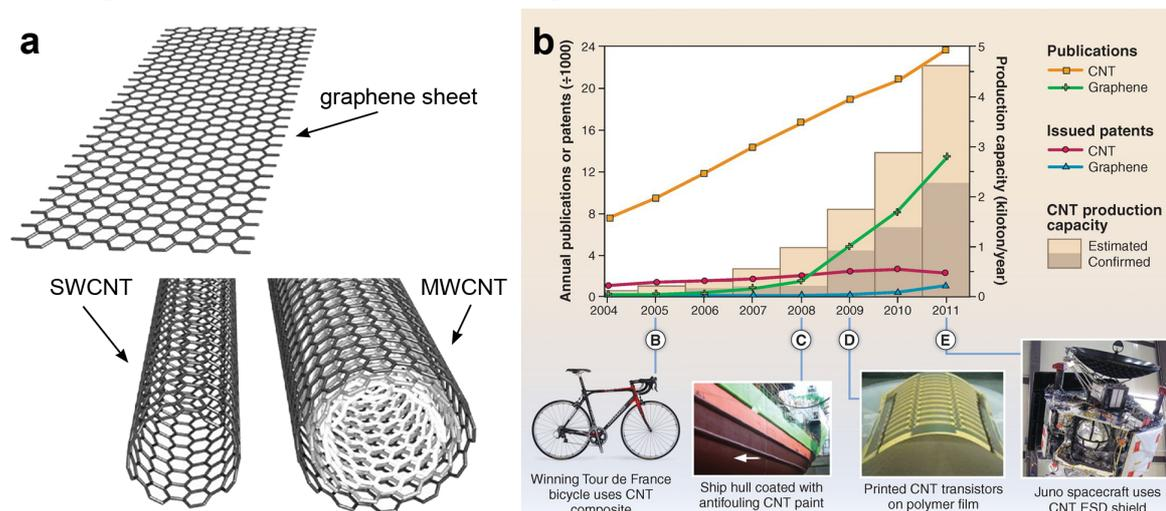 a
graphene sheet
SWCNT
MWCNT
b
Annual publications or patents (÷1000)
24
20
16
12
8
4
0
5
4
3
2
1
0
Production capacity (kiloton/year)
2004 2005 2006 2007 2008 2009 2010 2011
Publications
CNT
Graphene
Issued patents
CNT
Graphene
CNT production
capacity
Estimated
Confirmed
B
C
D
E
Winning Tour de France
bicycle uses CNT
composite
Ship hull coated with
antifouling CNT paint
Printed CNT transistors
on polymer film
Juno spacecraft uses
CNT ESD shield